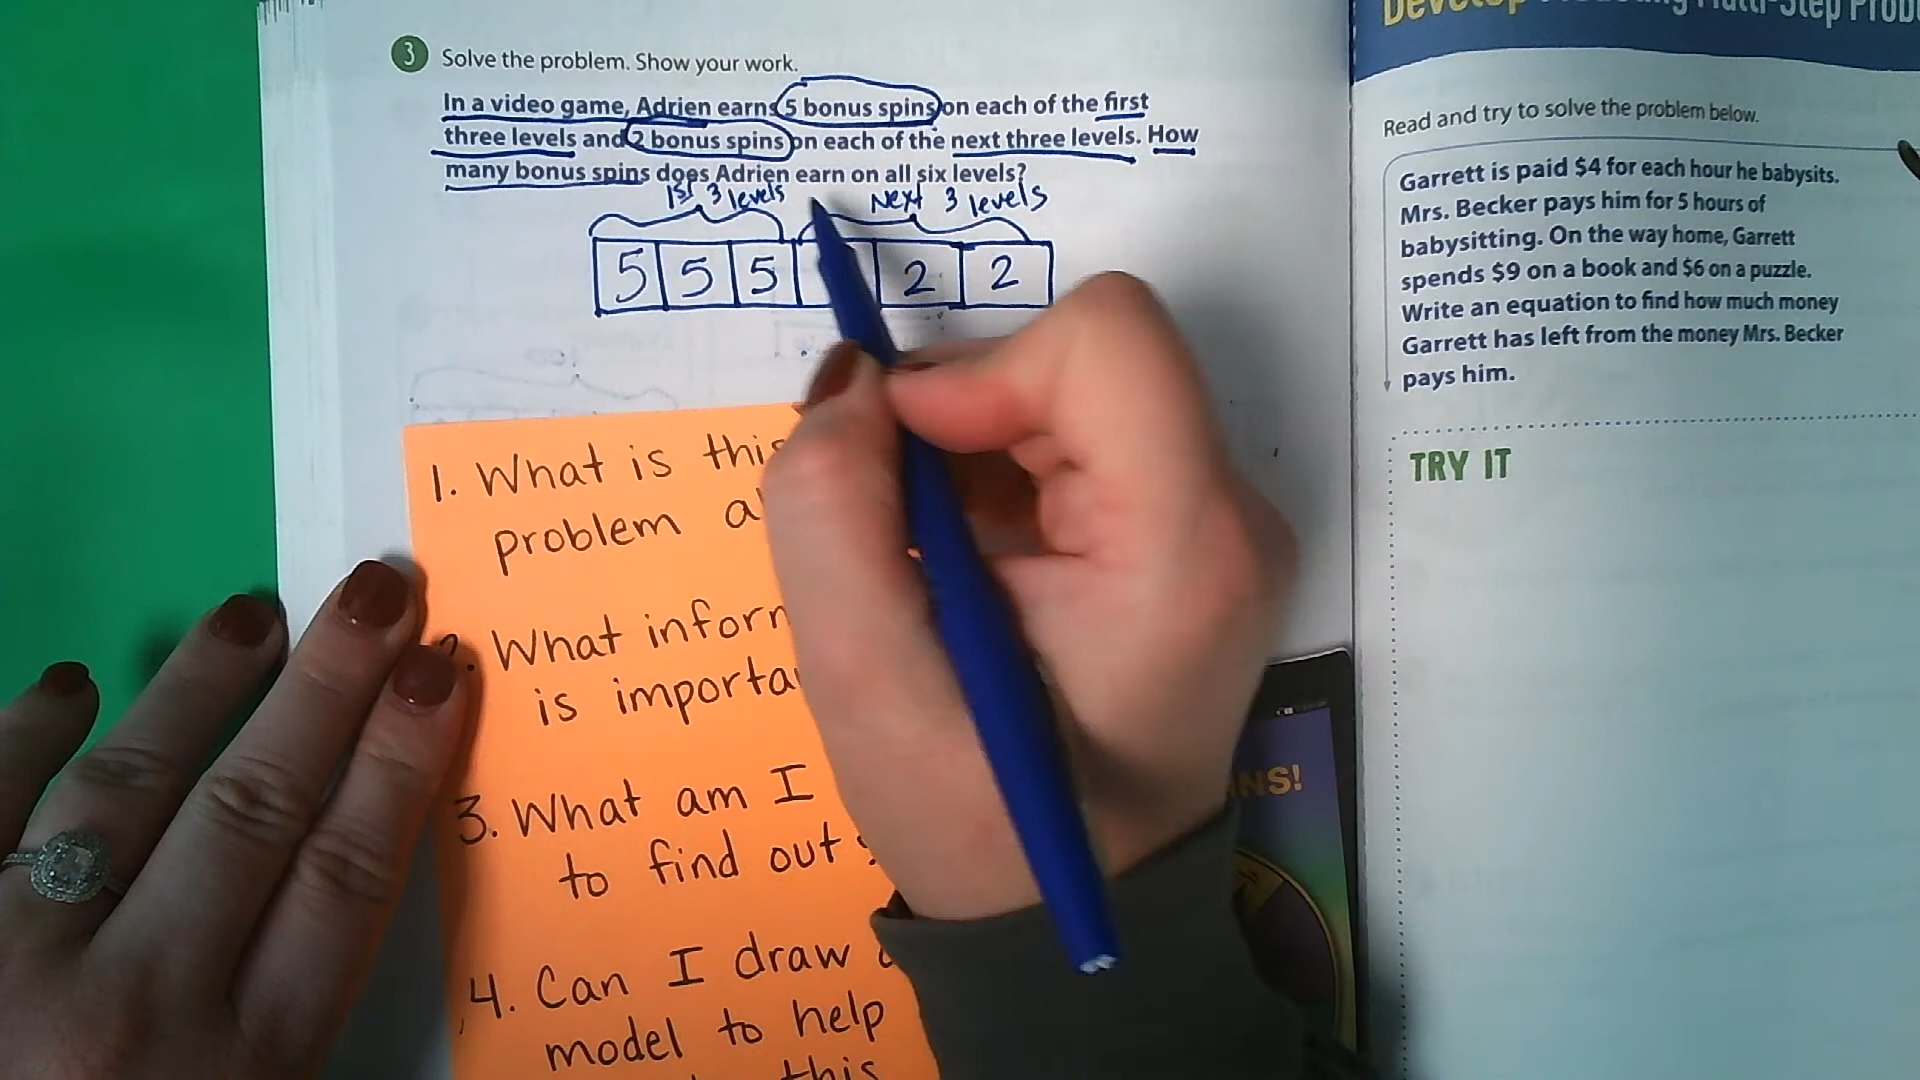 3 Solve the problem. Show your work.
In a video game, Adrien earns 5 bonus spins on each of the first
three levels and 2 bonus spins on each of the next three levels. How
many bonus spins does Adrien earn on all six levels?
1st 3 levels Next 3 levels
5 5 5 2 2
1. What is this
problem
2. What
is
3. What am I
to find out
4. Can I draw
model to help
this
Read and try to solve the problem below.
Garrett is paid $4 for each hour he babysits.
Mrs. Becker pays him for 5 hours of
babysitting. On the way home, Garrett
spends $9 on a book and $6 on a puzzle.
Write an equation to find how much money
Garrett has left from the money Mrs. Becker
pays him.
TRY IT